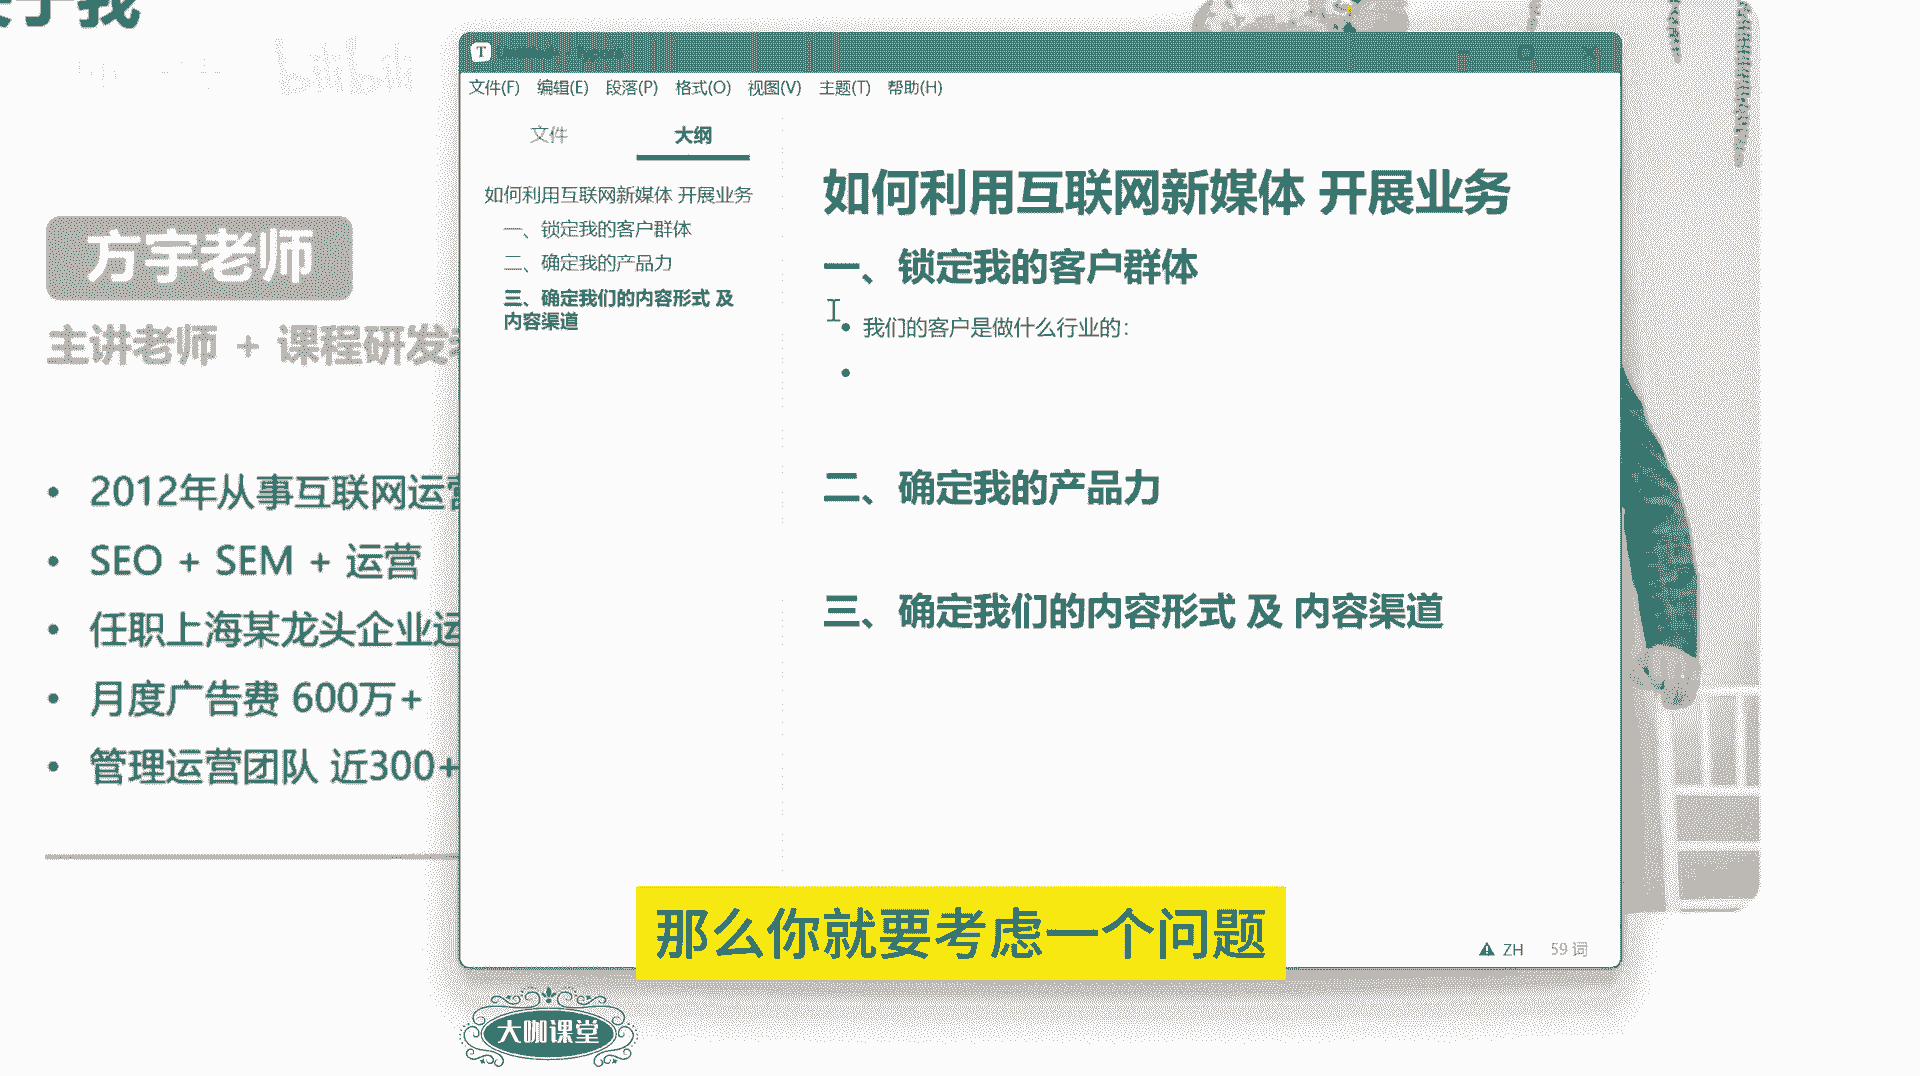 bilibili
方宇老师
主讲老师 + 课程研发
2012年从事互联网运营
SEO + SEM + 运营
任职上海某龙头企业运
月度广告费 600万+
管理运营团队 近300+
T
文件(F) 编辑(E) 段落(P) 格式(O) 视图(V) 主题(T) 帮助(H)
文件 大纲
如何利用互联网新媒体 开展业务
一、锁定我的客户群体
二、确定我的产品力
三、确定我们的内容形式 及
内容渠道
如何利用互联网新媒体 开展业务
一、锁定我的客户群体
我们的客户是做什么行业的：
二、确定我的产品力
三、确定我们的内容形式 及 内容渠道
ZH 59 词
那么你就要考虑一个问题
大咖课堂